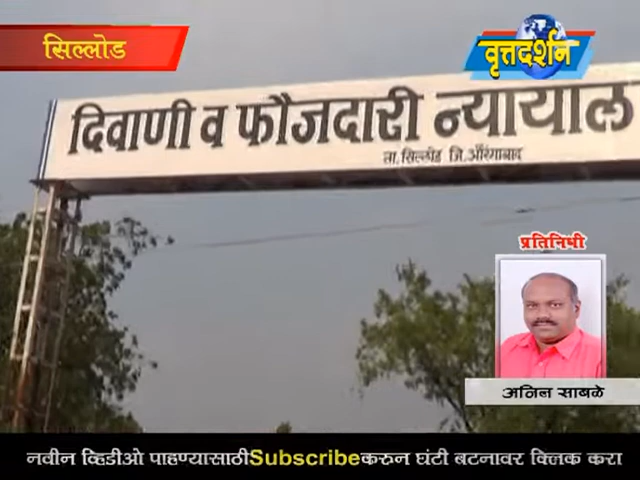 सिल्लोड
वृत्तदर्शन
दिवाणी व फौजदारी न्यायाल
ता.सिल्लोड जि.औरंगाबाद
प्रतिनिधी
अनिल साबळे
नवीन व्हिडीओ पाहण्यासाठी Subscribe करुन घंटी बटनावर क्लिक करा